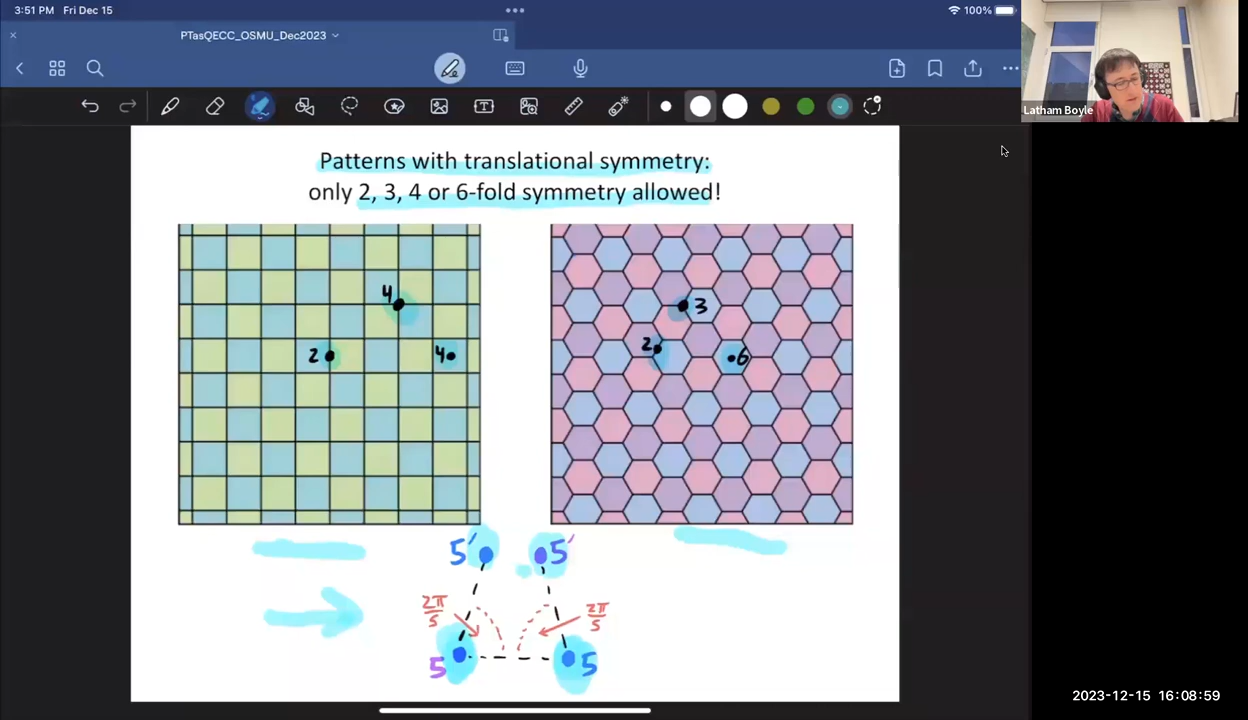 3:51 PM Fri Dec 15
100%
PTasQECC_OSMU_Dec2023
Latham Boyle
Patterns with translational symmetry:
only 2, 3, 4 or 6-fold symmetry allowed!
4
2
4
3
2
6
5′
5′
2π/5
2π/5
5
5
2023-12-15 16:08:59